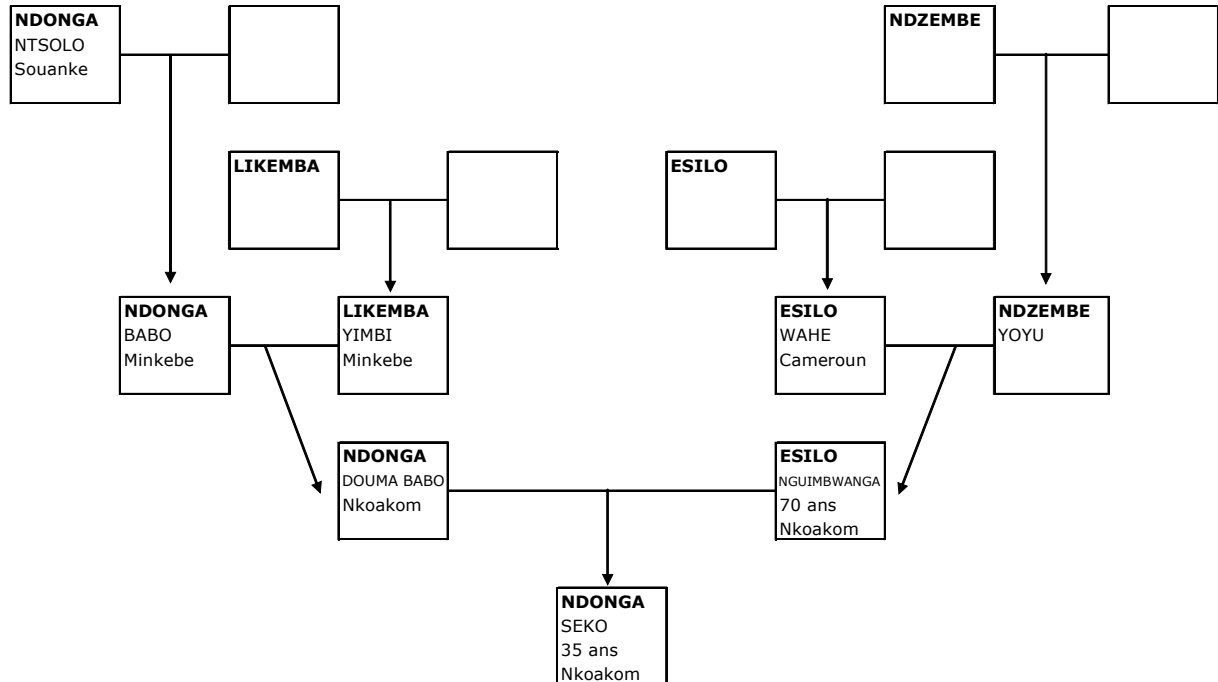 NDONGA
NTSOLO
Souanke
NDZEMBE
LIKEMBA
ESILO
NDONGA
BABO
Minkebe
LIKEMBA
YIMBI
Minkebe
ESILO
WAHE
Cameroun
NDZEMBE
YOYU
NDONGA
DOUMA BABO
Nkoakom
ESILO
NGUIMBWANGA
70 ans
Nkoakom
NDONGA
SEKO
35 ans
Nkoakom